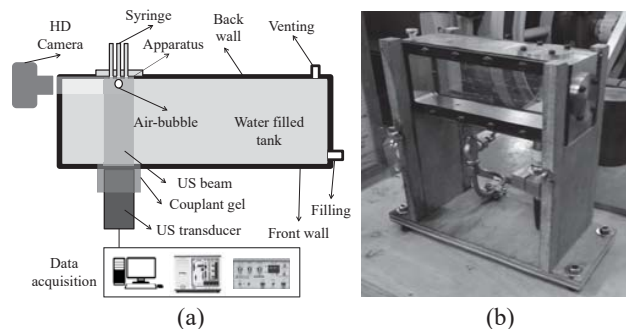 HD
Camera
Syringe
Apparatus
Back
wall
Venting
Air-bubble
Water filled
tank
US beam
Couplant gel
US transducer
Filling
Front wall
Data
acquisition
(a)
(b)